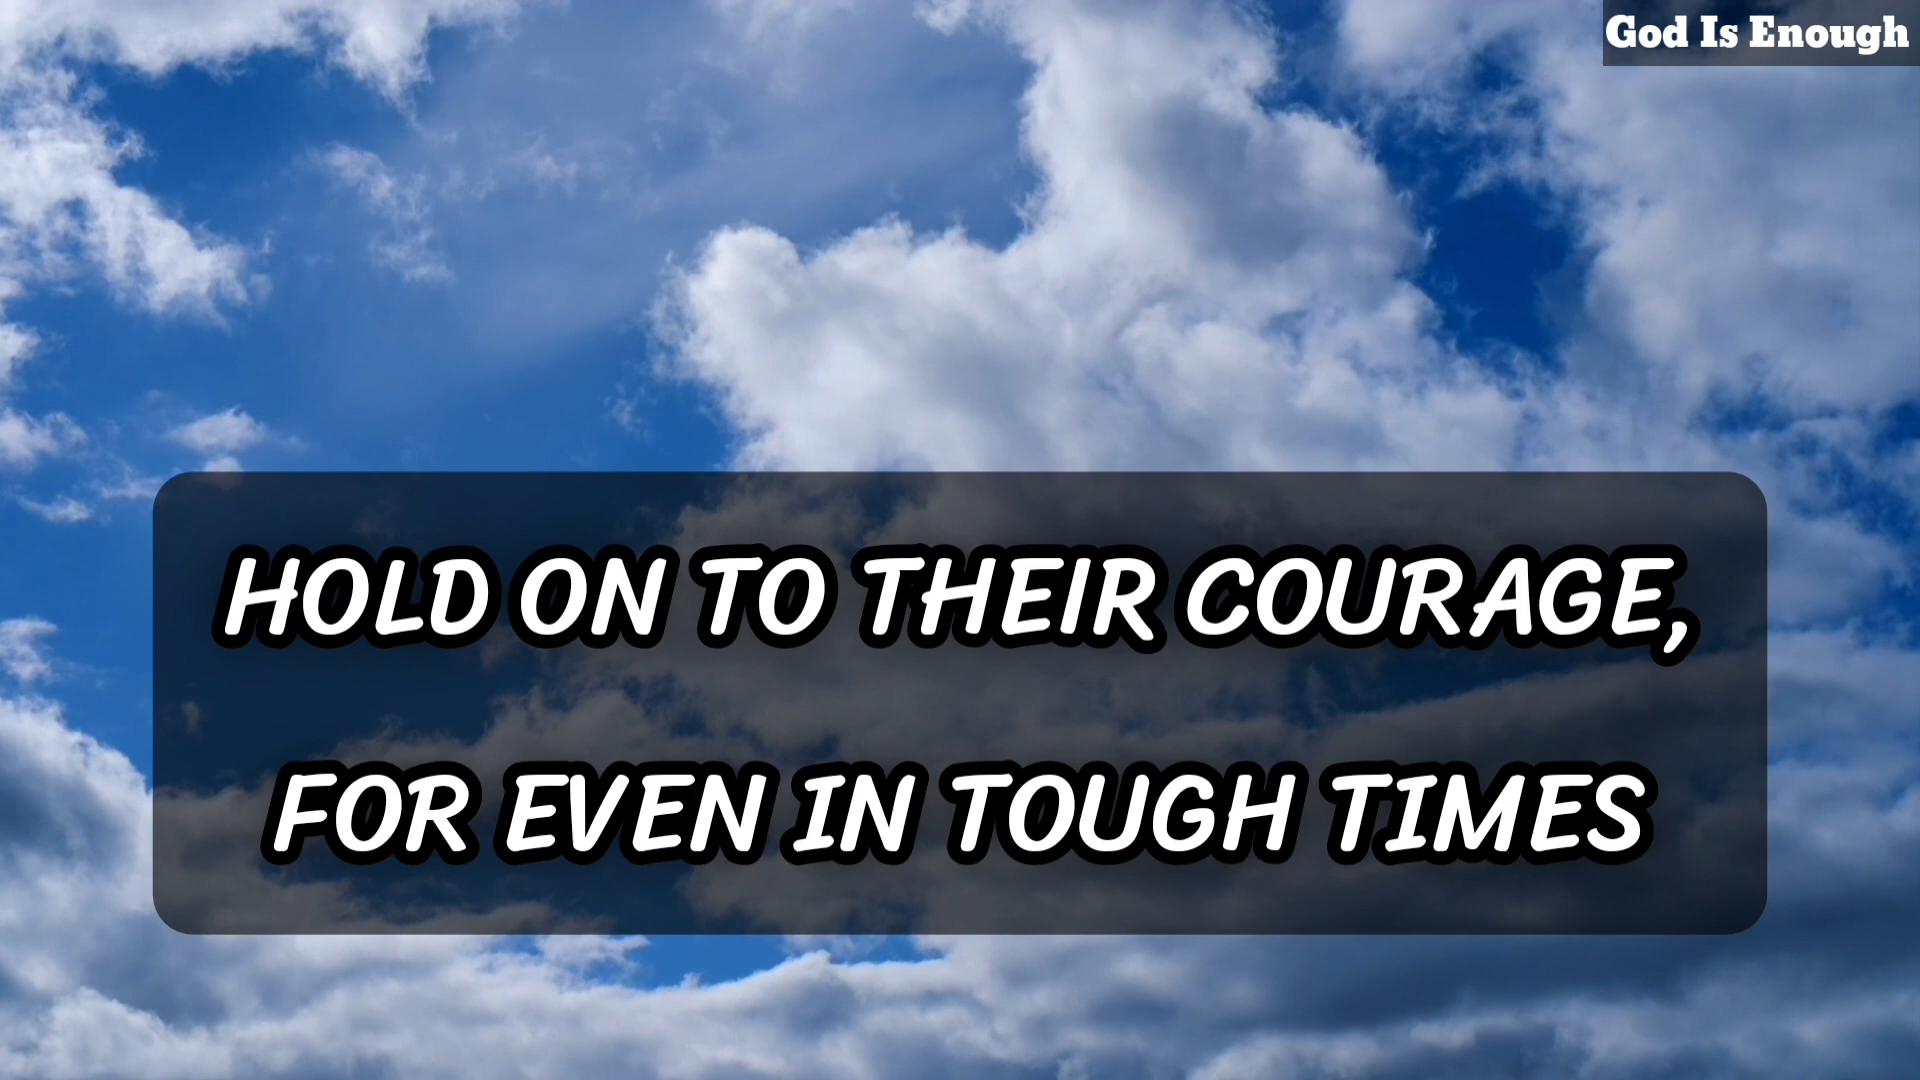 God Is Enough
HOLD ON TO THEIR COURAGE,
FOR EVEN IN TOUGH TIMES